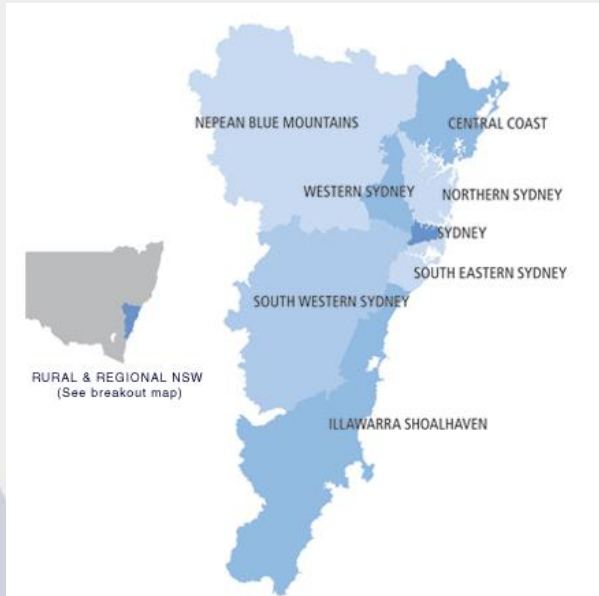 NEPEAN BLUE MOUNTAINS
CENTRAL COAST
WESTERN SYDNEY
NORTHERN SYDNEY
SYDNEY
SOUTH EASTERN SYDNEY
SOUTH WESTERN SYDNEY
RURAL & REGIONAL NSW
(See breakout map)
ILLAWARRA SHOALHAVEN